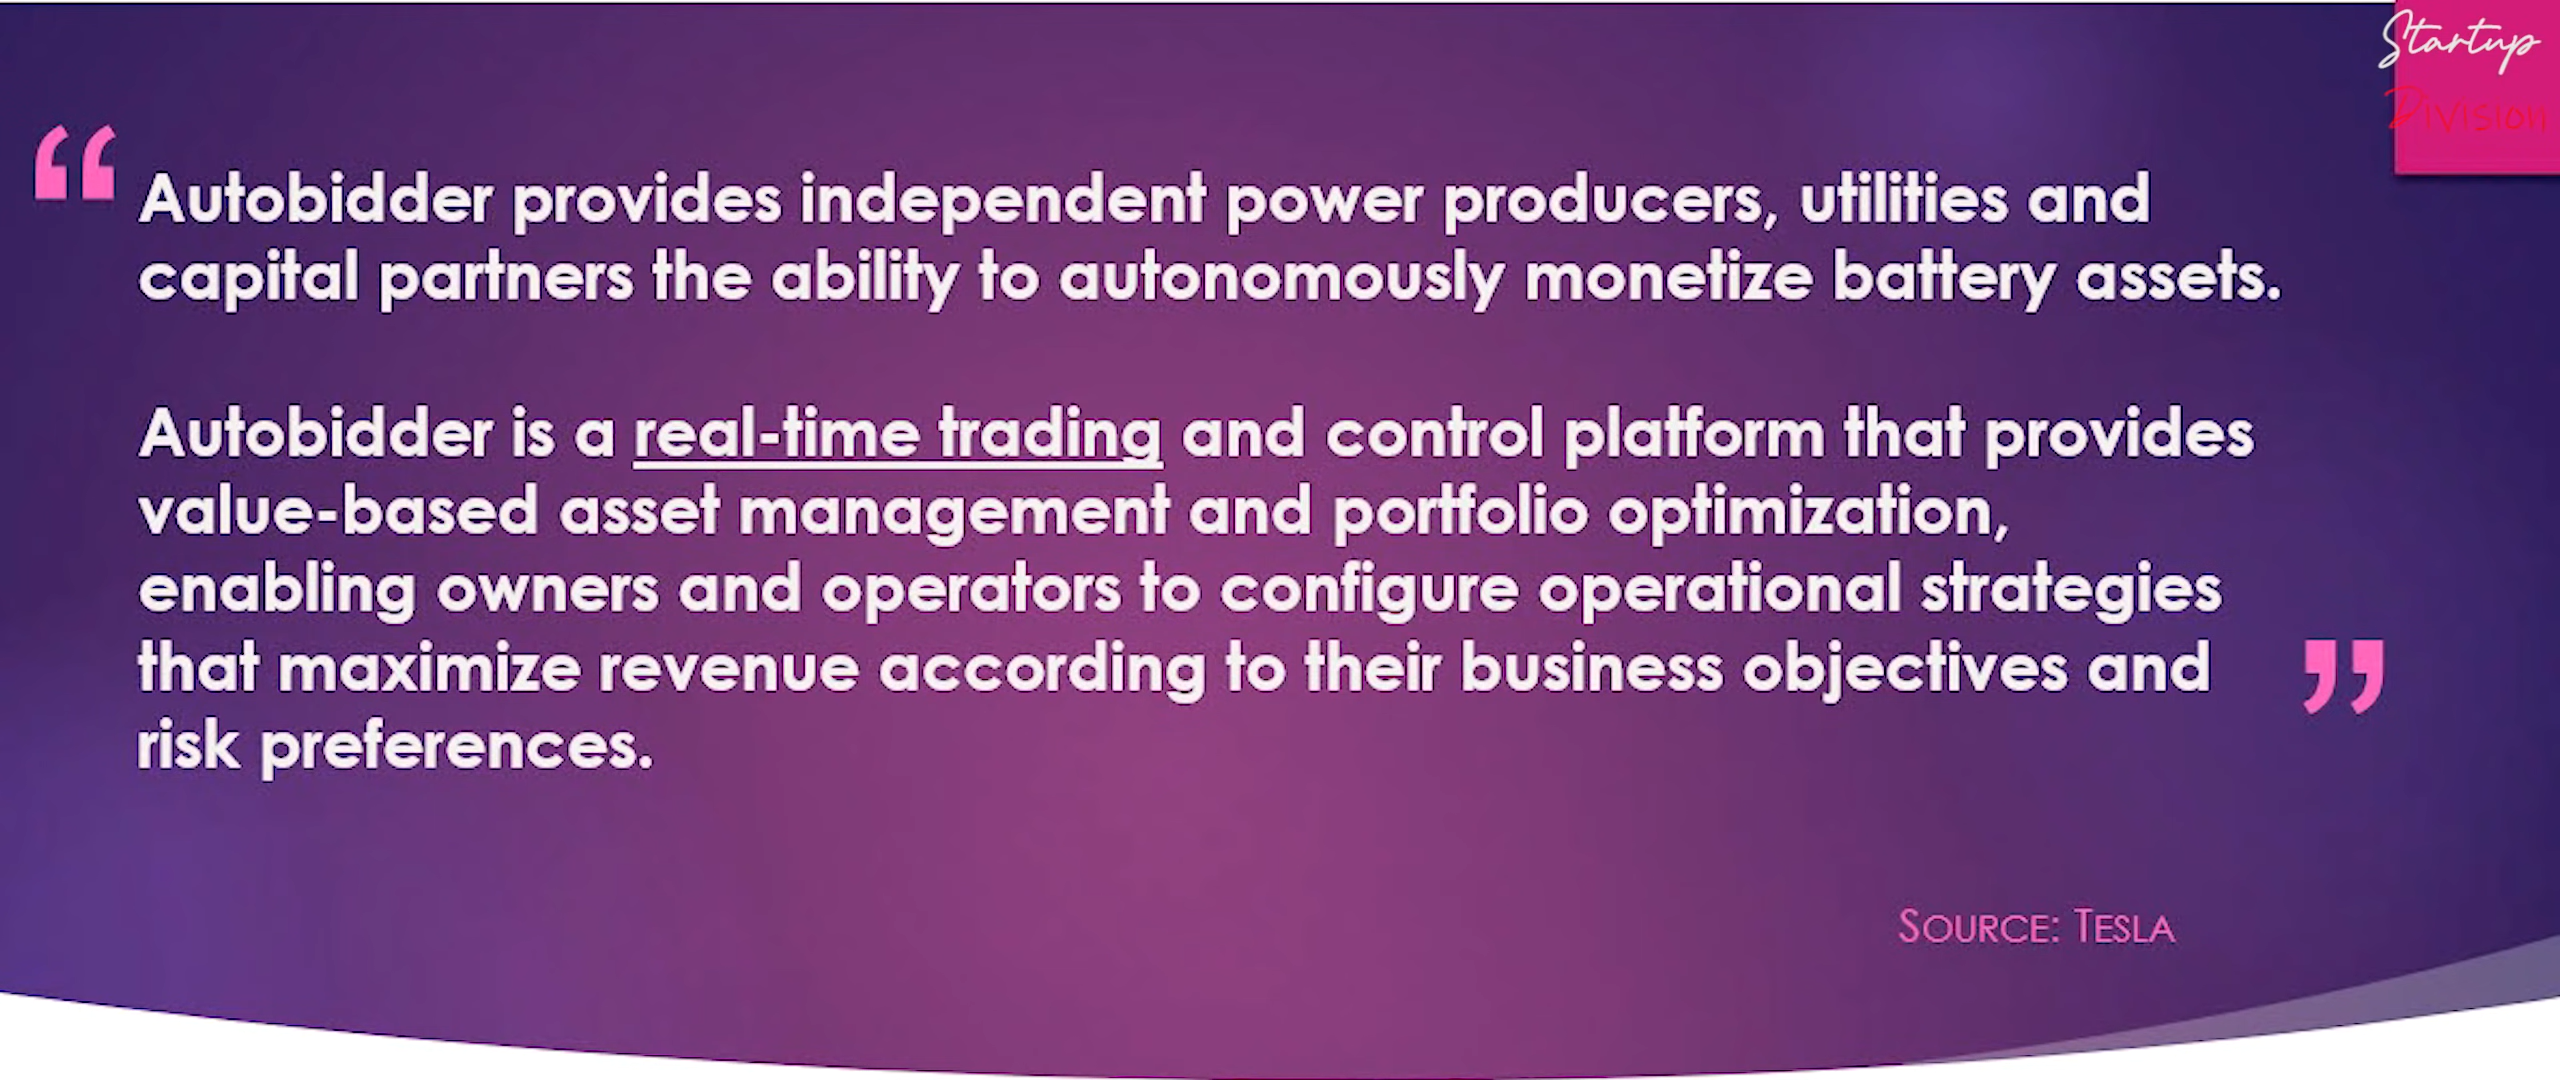 Startup
Division
“Autobidder provides independent power producers, utilities and
capital partners the ability to autonomously monetize battery assets.
Autobidder is a real-time trading and control platform that provides
value-based asset management and portfolio optimization,
enabling owners and operators to configure operational strategies
that maximize revenue according to their business objectives and
risk preferences.”
SOURCE: TESLA